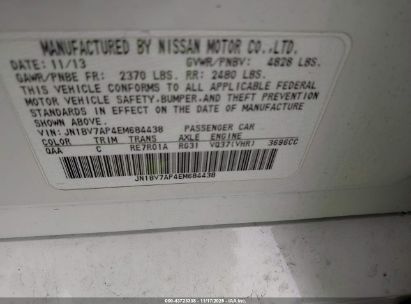 MANUFACTURED BY NISSAN MOTOR CO.,LTD.
DATE: 11/13 GVWR/PNBV: 4828 LBS.
GAWR/PNBE FR: 2370 LBS. RR: 2480 LBS.
THIS VEHICLE CONFORMS TO ALL APPLICABLE FEDERAL
MOTOR VEHICLE SAFETY, BUMPER, AND THEFT PREVENTION
STANDARDS IN EFFECT ON THE DATE OF MANUFACTURE
SHOWN ABOVE.
VIN: JN1BV7AP4EM684438 PASSENGER CAR
COLOR TRIM TRANS AXLE ENGINE
QAA C RE7R01A RG31 VQ37(VHR) 3696CC
JN1BV7AP4EM684438